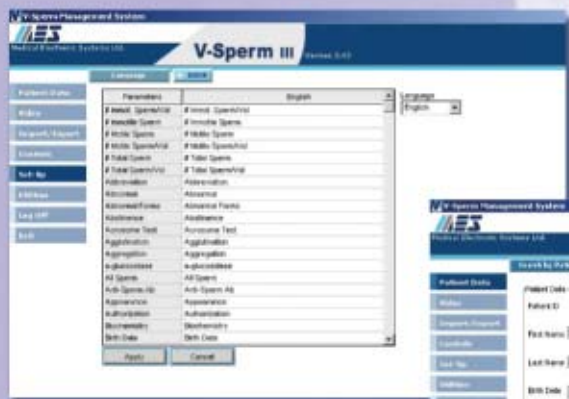 V-Sperm Management System
MES
Medical Electronic Systems Ltd.
V-Sperm III Version
Language
Parameters English
# Immot. Sperm/Vol # Immot. Sperm/Vol
# Immotile Sperm # Immotile Sperm
# Motile Sperm # Motile Sperm
# Motile Sperm/Vol # Motile Sperm/Vol
# Total Sperm # Total Sperm
# Total Sperm/Vol # Total Sperm/Vol
Abbreviation Abbreviation
Abnormal Abnormal
Abnormal Forms Abnormal Forms
Abstinence Abstinence
Acrosome Test Acrosome Test
Agglutination Agglutination
Aggregation Aggregation
a-glucosidase a-glucosidase
All Sperm All Sperm
Anti-Sperm Ab Anti-Sperm Ab
Appearance Appearance
Authorization Authorization
Biochemistry Biochemistry
Birth Date Birth Date
Apply Cancel
Language
English
Patient Data
Video
Import/Export
Controls
Set-Up
Utilities
Log Off
Exit
V-Sperm Management System
MES
Medical Electronic Systems Ltd.
Patient Data
Video
Import/Export
Controls
Set-Up
Utilities
Patient Data
Patient ID
First Name
Last Name
Birth Date